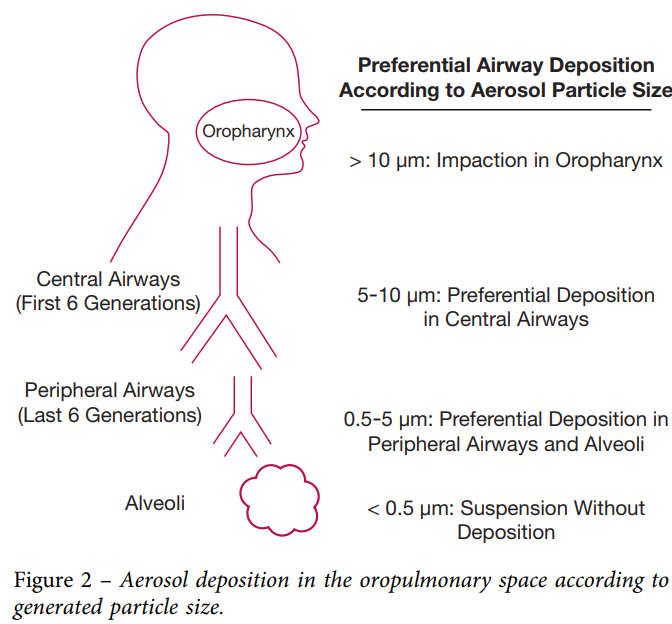 Preferential Airway Deposition
According to Aerosol Particle Size
Oropharynx
> 10 µm: Impaction in Oropharynx
Central Airways
(First 6 Generations)
5-10 µm: Preferential Deposition
in Central Airways
Peripheral Airways
(Last 6 Generations)
0.5-5 µm: Preferential Deposition in
Peripheral Airways and Alveoli
Alveoli
< 0.5 µm: Suspension Without
Deposition
Figure 2 – Aerosol deposition in the oropulmonary space according to
generated particle size.